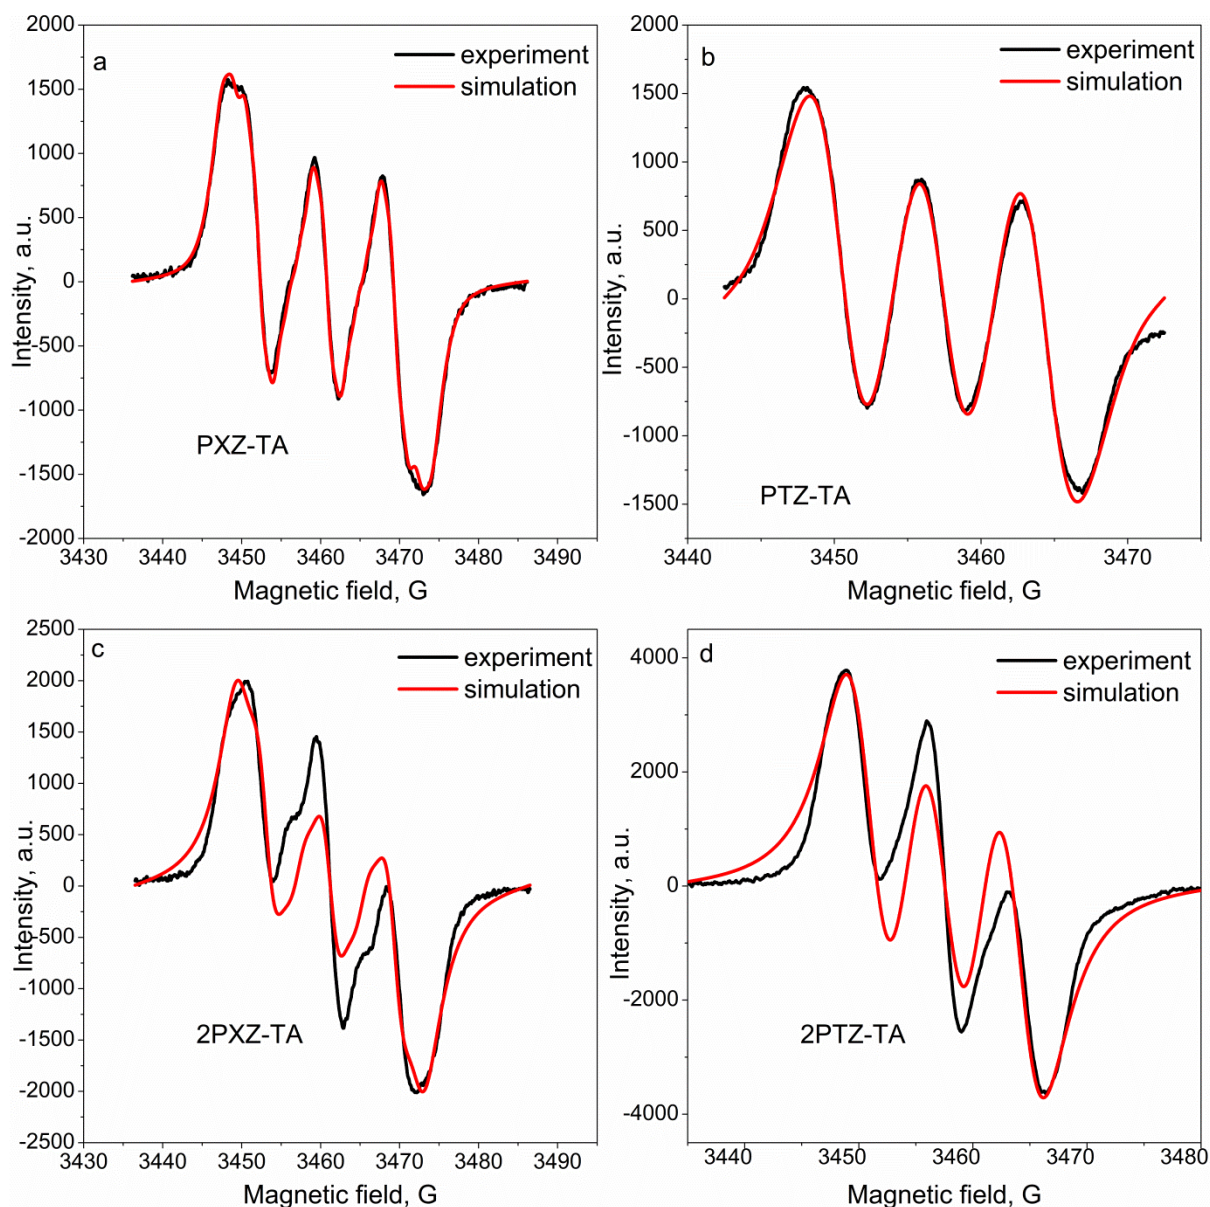 a
experiment
simulation
PXZ-TA
Intensity, a.u.
2000
1500
1000
500
0
-500
-1000
-1500
-2000
3430 3440 3450 3460 3470 3480 3490
Magnetic field, G
b
experiment
simulation
PTZ-TA
Intensity, a.u.
2000
1500
1000
500
0
-500
-1000
-1500
3440 3450 3460 3470
Magnetic field, G
c
experiment
simulation
2PXZ-TA
Intensity, a.u.
2500
2000
1500
1000
500
0
-500
-1000
-1500
-2000
-2500
3430 3440 3450 3460 3470 3480 3490
Magnetic field, G
d
experiment
simulation
2PTZ-TA
Intensity, a.u.
4000
2000
0
-2000
-4000
3440 3450 3460 3470 3480
Magnetic field, G